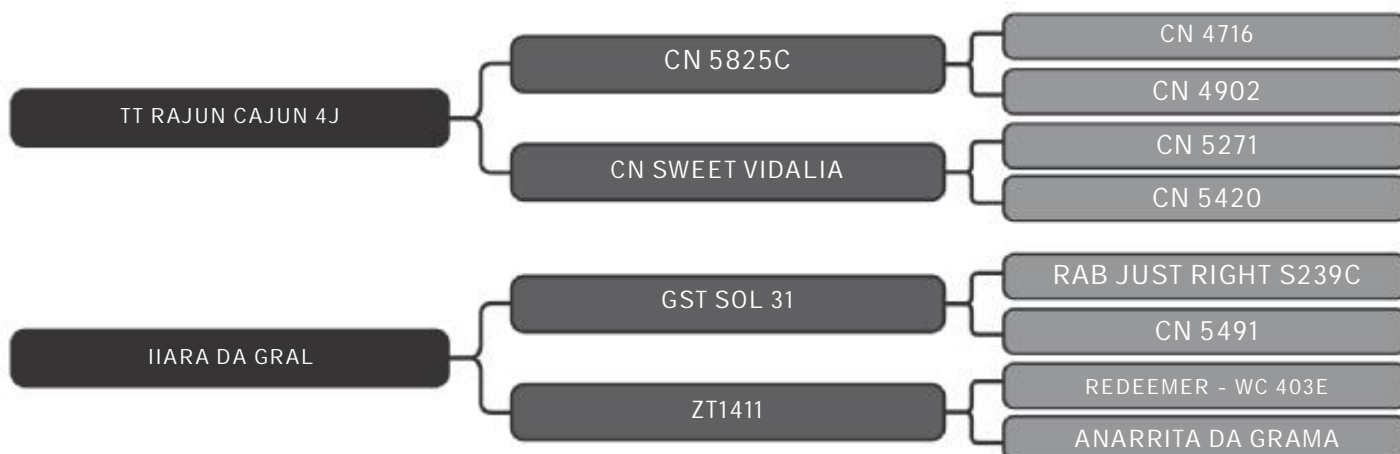 TT RAJUN CAJUN 4J
CN 5825C
CN SWEET VIDALIA
CN 4716
CN 4902
CN 5271
CN 5420
IIARA DA GRAL
GST SOL 31
ZT1411
RAB JUST RIGHT S239C
CN 5491
REDEEMER - WC 403E
ANARRITA DA GRAMA